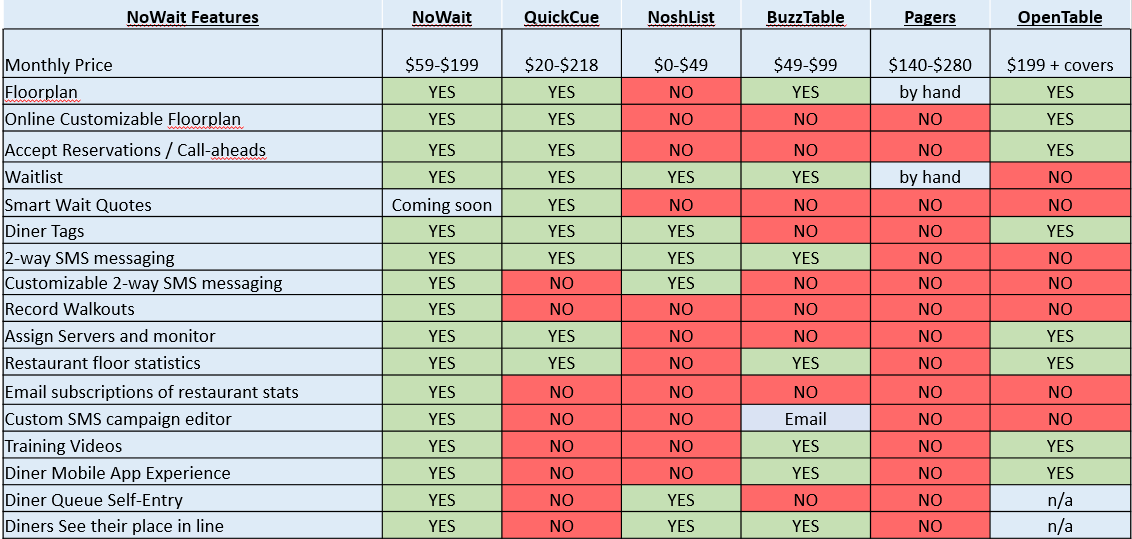 NoWait Features NoWait QuickCue NoshList BuzzTable Pagers OpenTable
Monthly Price $59-$199 $20-$218 $0-$49 $49-$99 $140-$280 $199 + covers
Floorplan YES YES NO YES by hand YES
Online Customizable Floorplan YES YES NO NO NO YES
Accept Reservations / Call-aheads YES YES NO NO NO YES
Waitlist YES YES YES YES by hand NO
Smart Wait Quotes Coming soon YES NO NO NO NO
Diner Tags YES YES YES NO NO YES
2-way SMS messaging YES YES YES YES NO NO
Customizable 2-way SMS messaging YES NO YES NO NO NO
Record Walkouts YES NO NO NO NO NO
Assign Servers and monitor YES YES NO NO NO YES
Restaurant floor statistics YES YES NO YES NO YES
Email subscriptions of restaurant stats YES NO NO NO NO NO
Custom SMS campaign editor YES NO NO Email NO NO
Training Videos YES NO NO YES NO YES
Diner Mobile App Experience YES NO NO YES NO YES
Diner Queue Self-Entry YES NO YES NO NO n/a
Diners See their place in line YES NO YES YES NO n/a